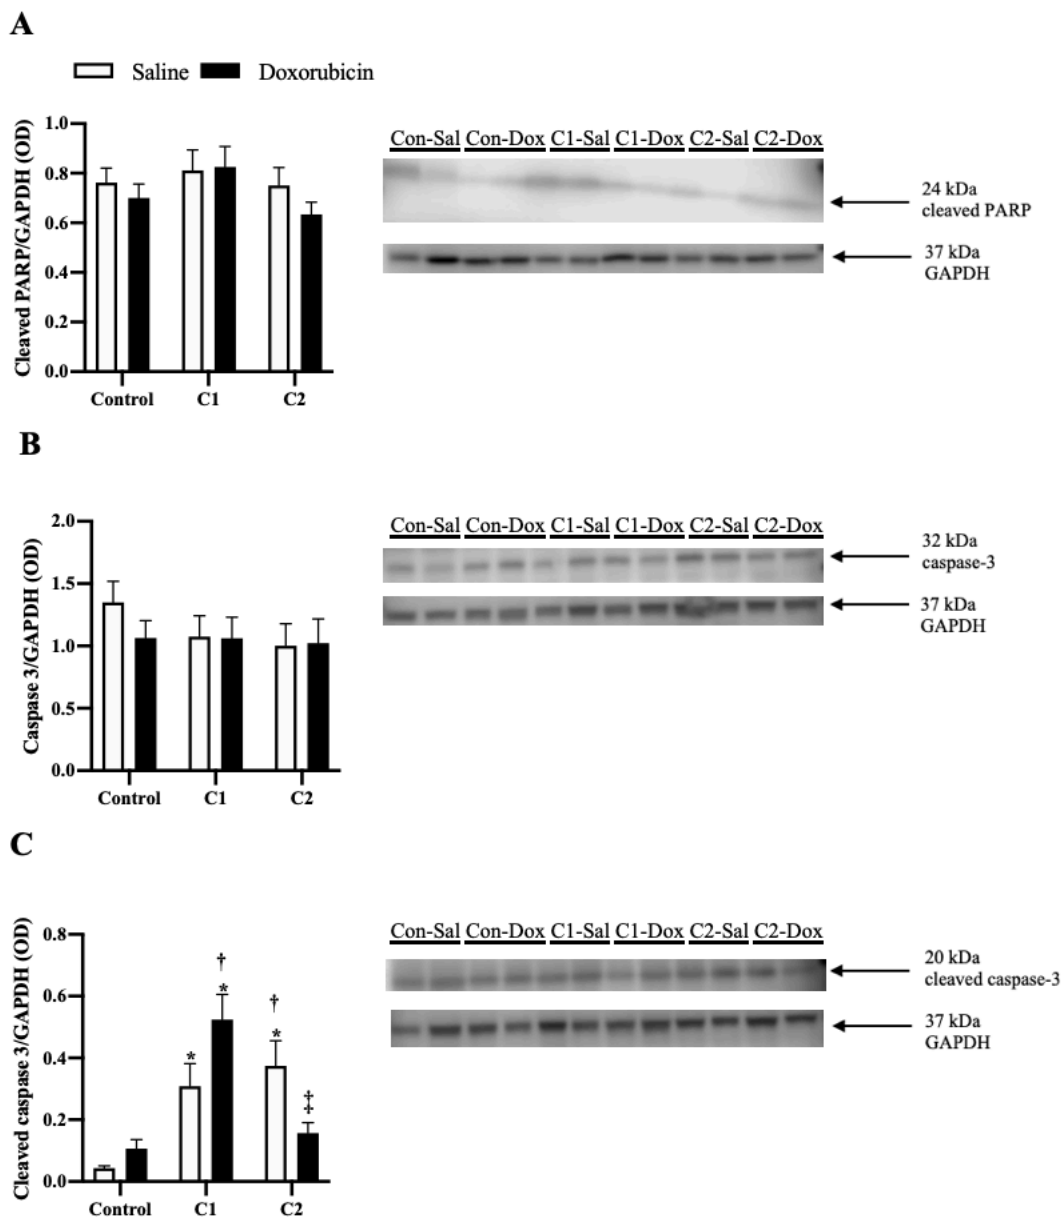 A
Saline Doxorubicin
Cleaved PARP/GAPDH (OD)
1.0
0.8
0.6
0.4
0.2
0.0
Control C1 C2
Con-Sal Con-Dox C1-Sal C1-Dox C2-Sal C2-Dox
24 kDa
cleaved PARP
37 kDa
GAPDH
B
Caspase 3/GAPDH (OD)
2.0
1.5
1.0
0.5
0.0
Control C1 C2
Con-Sal Con-Dox C1-Sal C1-Dox C2-Sal C2-Dox
32 kDa
caspase-3
37 kDa
GAPDH
C
Cleaved caspase 3/GAPDH (OD)
0.8
0.6
0.4
0.2
0.0
*
†
*
†
*
‡
Control C1 C2
Con-Sal Con-Dox C1-Sal C1-Dox C2-Sal C2-Dox
20 kDa
cleaved caspase-3
37 kDa
GAPDH